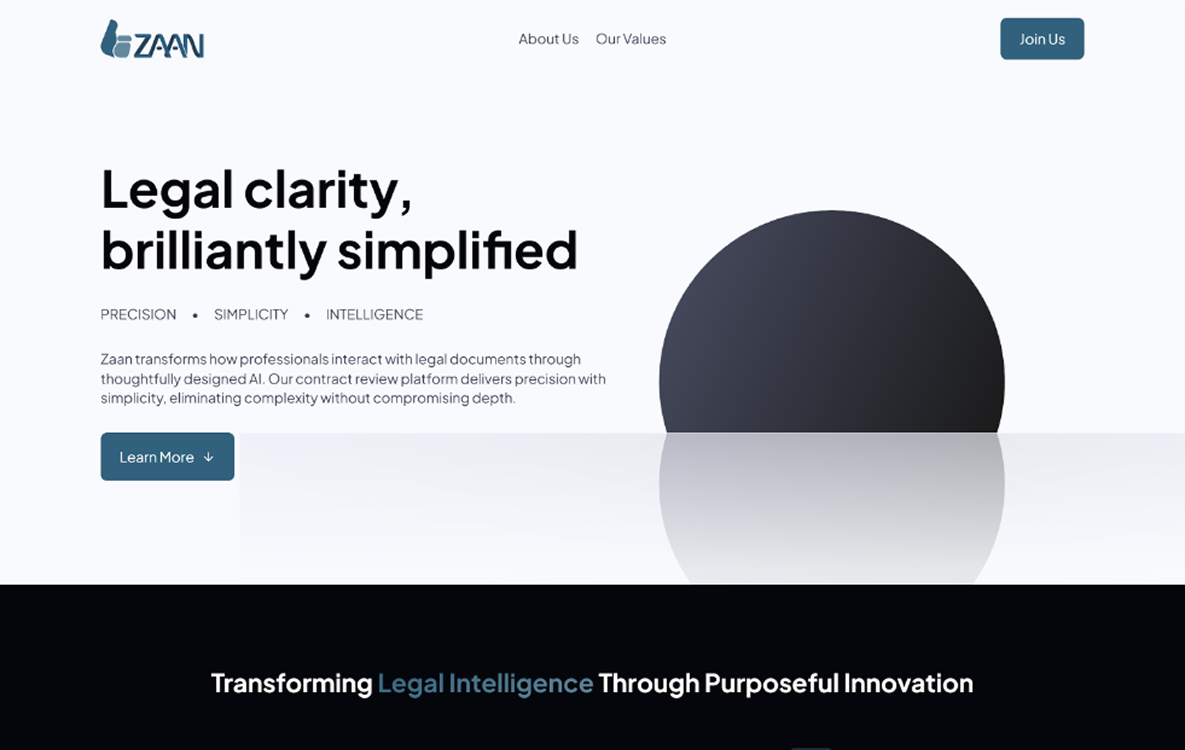 ZAAN
About Us
Our Values
Join Us
Legal clarity,
brilliantly simplified
PRECISION • SIMPLICITY • INTELLIGENCE
Zaan transforms how professionals interact with legal documents through
thoughtfully designed AI. Our contract review platform delivers precision with
simplicity, eliminating complexity without compromising depth.
Learn More ↓
Transforming Legal Intelligence Through Purposeful Innovation